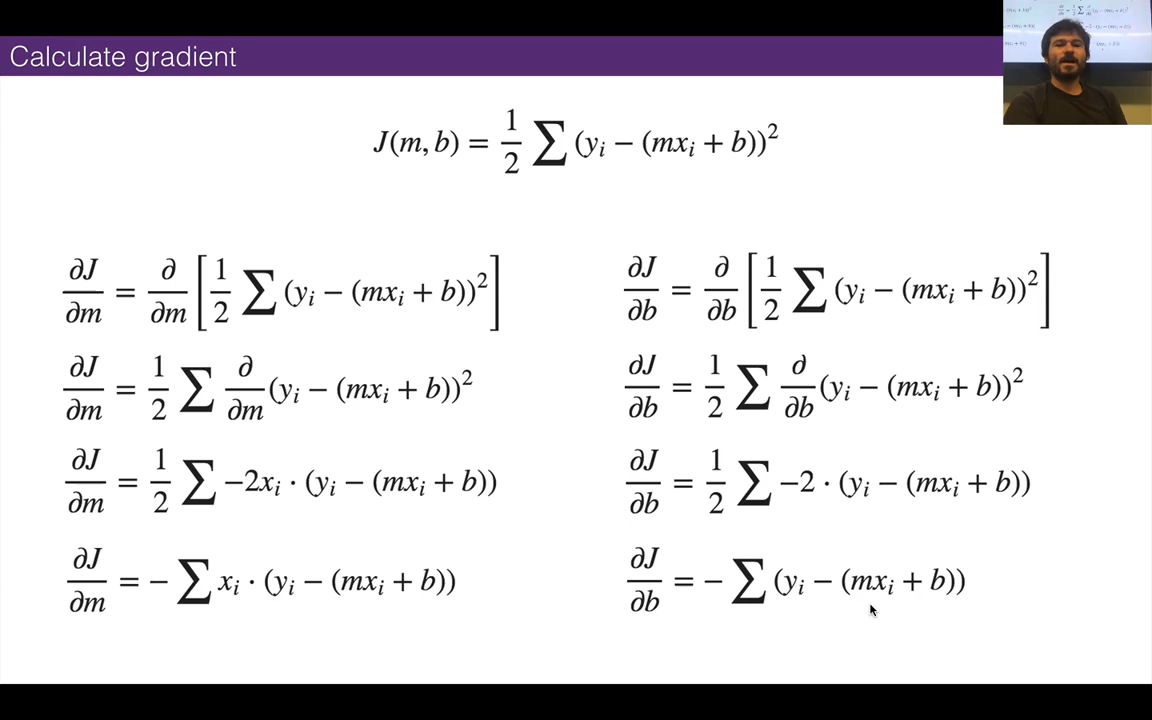 Calculate gradient
J(m, b) = 1/2 ∑ (yᵢ − (mxᵢ + b))²
∂J/∂m = ∂/∂m [1/2 ∑ (yᵢ − (mxᵢ + b))²]
∂J/∂m = 1/2 ∑ ∂/∂m (yᵢ − (mxᵢ + b))²
∂J/∂m = 1/2 ∑ −2xᵢ · (yᵢ − (mxᵢ + b))
∂J/∂m = − ∑ xᵢ · (yᵢ − (mxᵢ + b))
∂J/∂b = ∂/∂b [1/2 ∑ (yᵢ − (mxᵢ + b))²]
∂J/∂b = 1/2 ∑ ∂/∂b (yᵢ − (mxᵢ + b))²
∂J/∂b = 1/2 ∑ −2 · (yᵢ − (mxᵢ + b))
∂J/∂b = − ∑ (yᵢ − (mxᵢ + b))